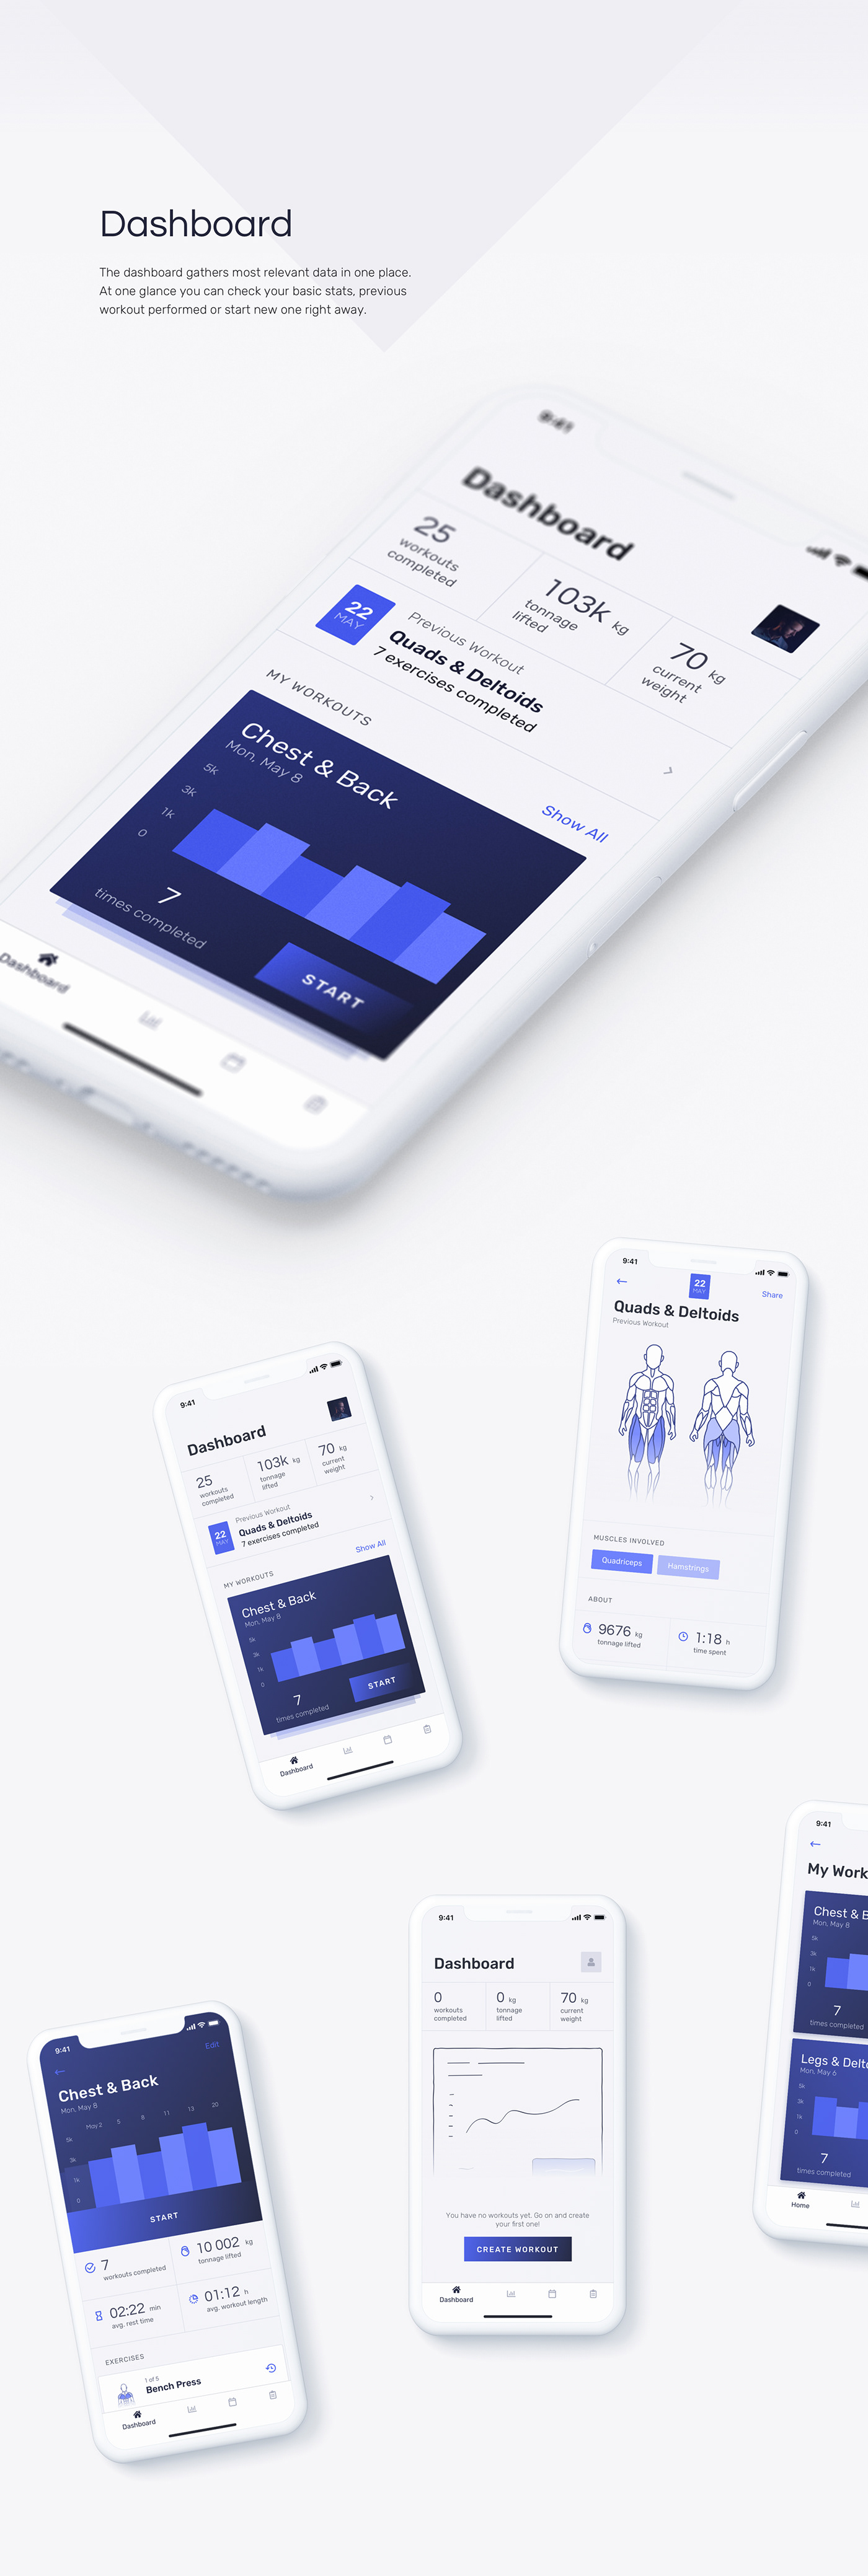 Dashboard
The dashboard gathers most relevant data in one place.
At one glance you can check your basic stats, previous
workout performed or start new one right away.
9:41
Dashboard
25
workouts
completed
103k kg
tonnage
lifted
70 kg
current
weight
22
MAY
Previous Workout
Quads & Deltoids
7 exercises completed
MY WORKOUTS
Show All
Chest & Back
Mon, May 8
5k
3k
1k
0
7
times completed
START
Dashboard
9:41
22
MAY
Share
Quads & Deltoids
Previous Workout
MUSCLES INVOLVED
Quadriceps
Hamstrings
ABOUT
9676 kg
tonnage lifted
1:18 h
time spent
9:41
Dashboard
25
workouts
completed
103k kg
tonnage
lifted
70 kg
current
weight
22
MAY
Previous Workout
Quads & Deltoids
7 exercises completed
MY WORKOUTS
Show All
Chest & Back
Mon, May 8
5k
3k
1k
0
7
times completed
START
Dashboard
9:41
My Work
Chest & B
Mon, May 8
5k
3k
1k
0
7
times completed
Legs & Delto
Mon, May 6
5k
3k
1k
0
7
times completed
Home
9:41
Dashboard
0
workouts
completed
0 kg
tonnage
lifted
70 kg
current
weight
You have no workouts yet. Go on and create
your first one!
CREATE WORKOUT
Dashboard
9:41
Edit
Chest & Back
Mon, May 8
May 2 5 8 11 13 20
5k
3k
1k
0
START
7
workouts completed
10 002 kg
tonnage lifted
02:22 min
avg. rest time
01:12 h
avg. workout length
EXERCISES
1 of 5
Bench Press
Dashboard